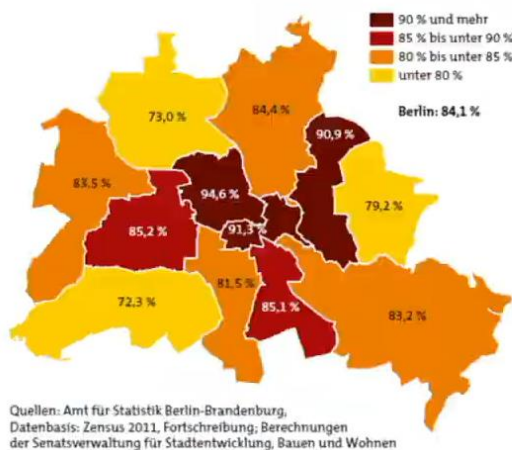 90 % und mehr
85 % bis unter 90 %
80 % bis unter 85 %
unter 80 %
Berlin: 84,1 %
73,0 %
84,4 %
90,9 %
83,5 %
94,6 %
79,2 %
85,2 %
91,3 %
81,5 %
72,3 %
85,1 %
83,2 %
Quellen: Amt für Statistik Berlin-Brandenburg,
Datenbasis: Zensus 2011, Fortschreibung; Berechnungen
der Senatsverwaltung für Stadtentwicklung, Bauen und Wohnen